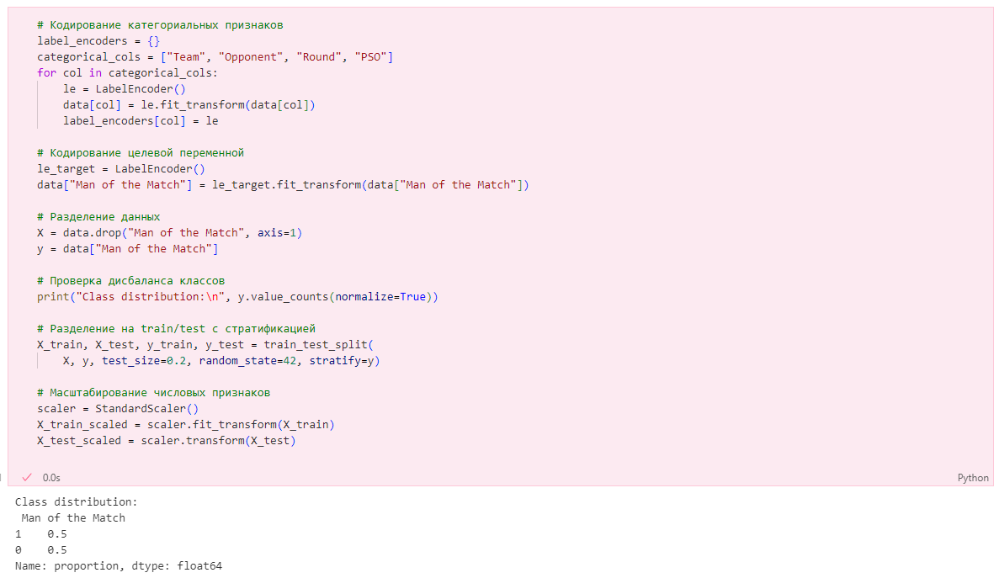 # Кодирование категориальных признаков
label_encoders = {}
categorical_cols = ["Team", "Opponent", "Round", "PSO"]
for col in categorical_cols:
    le = LabelEncoder()
    data[col] = le.fit_transform(data[col])
    label_encoders[col] = le
# Кодирование целевой переменной
le_target = LabelEncoder()
data["Man of the Match"] = le_target.fit_transform(data["Man of the Match"])
# Разделение данных
X = data.drop("Man of the Match", axis=1)
y = data["Man of the Match"]
# Проверка дисбаланса классов
print("Class distribution:\n", y.value_counts(normalize=True))
# Разделение на train/test с стратификацией
X_train, X_test, y_train, y_test = train_test_split(
    X, y, test_size=0.2, random_state=42, stratify=y)
# Масштабирование числовых признаков
scaler = StandardScaler()
X_train_scaled = scaler.fit_transform(X_train)
X_test_scaled = scaler.transform(X_test)
0.0s Python
Class distribution:
 Man of the Match
1    0.5
0    0.5
Name: proportion, dtype: float64